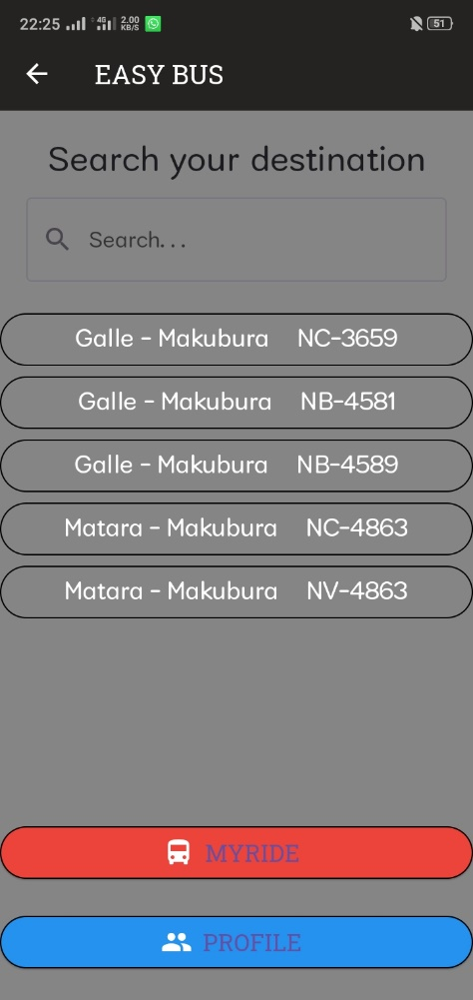 22:25 4G 2.00 KB/S 51
EASY BUS
Search your destination
Search...
Galle - Makubura NC-3659
Galle - Makubura NB-4581
Galle - Makubura NB-4589
Matara - Makubura NC-4863
Matara - Makubura NV-4863
MYRIDE
PROFILE